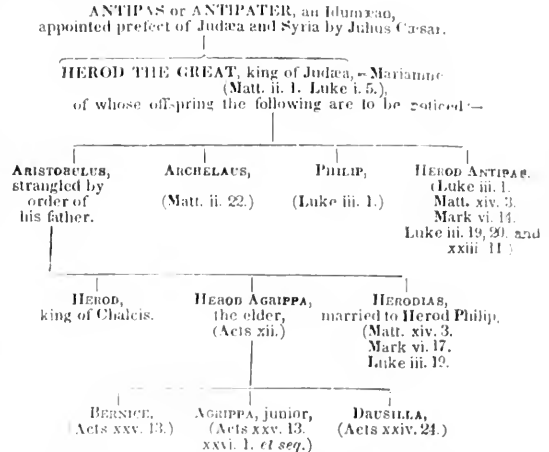 ANTIPAS or ANTIPATER, an Idumæan,
appointed prefect of Judæa and Syria by Julius Cæsar.
HEROD THE GREAT, king of Judæa, = Mariamne
(Matt. ii. 1. Luke i. 5.),
of whose offspring the following are to be noticed:—
ARISTOBULUS, ARCHELAUS, PHILIP, HEROD ANTIPAS.
strangled by (Luke iii. 1.
order of (Matt. ii. 22.) (Luke iii. 1.) Matt. xiv. 3.
his father. Mark vi. 14.
Luke iii. 19, 20. and
xxiii. 11.)
HEROD, HEROD AGRIPPA, HERODIAS,
king of Chalcis. the elder, married to Herod Philip,
(Acts xii.) (Matt. xiv. 3.
Mark vi. 17.
Luke iii. 19.
BERNICE, AGRIPPA, junior, DRUSILLA,
(Acts xxv. 13.) (Acts xxv. 13. (Acts xxiv. 24.)
xxvi. 1. et seq.)